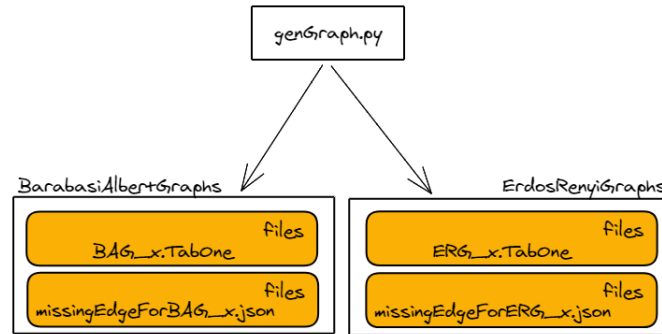 genGraph.py
BarabasiAlbertGraphs
ErdosRenyiGraphs
files
BAG_x.TabOne
files
missingEdgeForBAG_x.json
files
ERG_x.TabOne
files
missingEdgeForERG_x.json